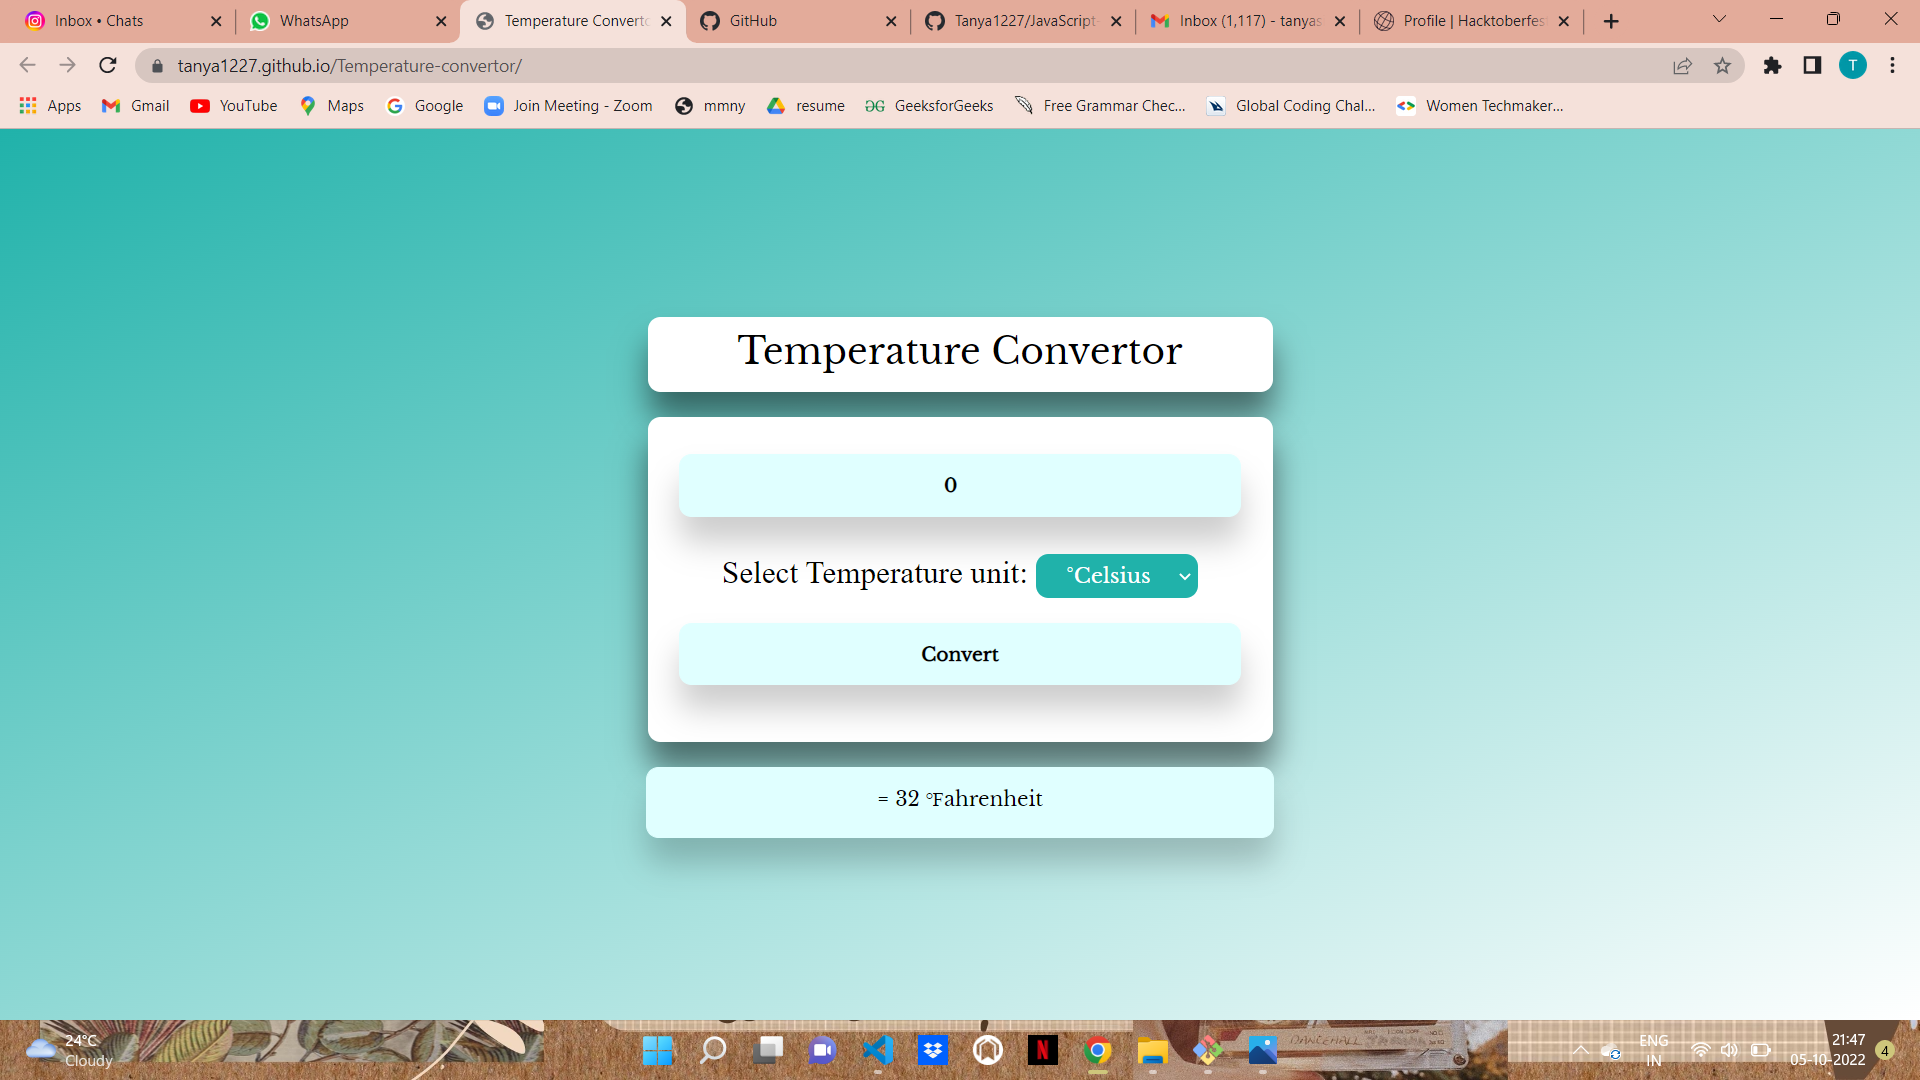 Inbox • Chats
WhatsApp
Temperature Converto
GitHub
Tanya1227/JavaScript-
Inbox (1,117) - tanyas
Profile | Hacktoberfes
tanya1227.github.io/Temperature-convertor/
T
Apps
Gmail
YouTube
Maps
Google
Join Meeting - Zoom
mmny
resume
GeeksforGeeks
Free Grammar Chec...
Global Coding Chal...
Women Techmaker...
Temperature Convertor
0
Select Temperature unit: °Celsius
Convert
= 32 °Fahrenheit
24°C
Cloudy
N
DANCEHALL
ENG
IN
21:47
05-10-2022
4